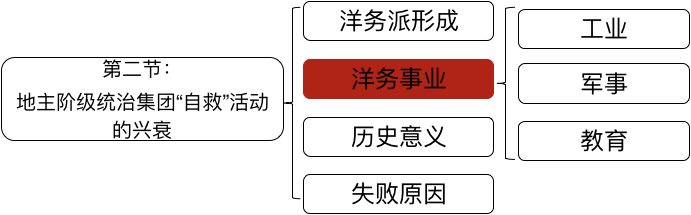 第二节：
地主阶级统治集团“自救”活动
的兴衰
洋务派形成
洋务事业
历史意义
失败原因
工业
军事
教育